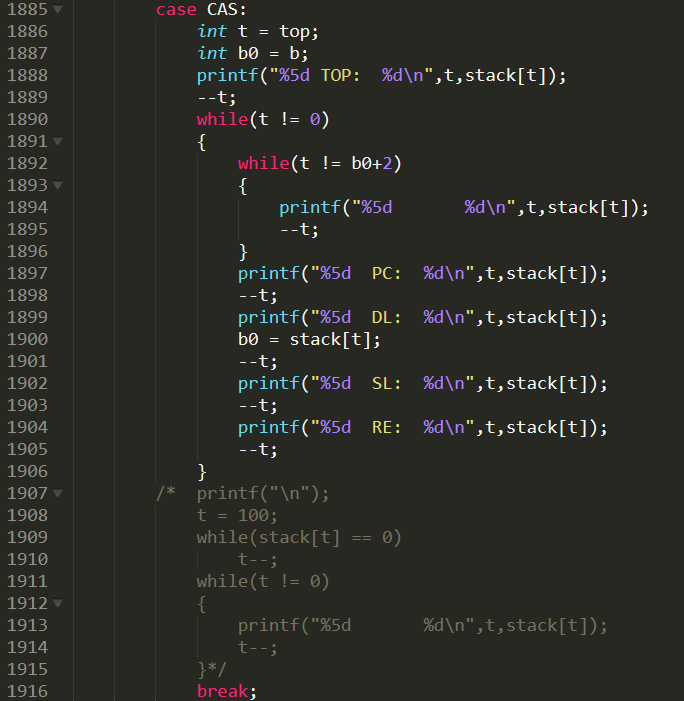 1885 case CAS:
1886 int t = top;
1887 int b0 = b;
1888 printf("%5d TOP:  %d\n",t,stack[t]);
1889 --t;
1890 while(t != 0)
1891 {
1892 while(t != b0+2)
1893 {
1894 printf("%5d       %d\n",t,stack[t]);
1895 --t;
1896 }
1897 printf("%5d  PC:  %d\n",t,stack[t]);
1898 --t;
1899 printf("%5d  DL:  %d\n",t,stack[t]);
1900 b0 = stack[t];
1901 --t;
1902 printf("%5d  SL:  %d\n",t,stack[t]);
1903 --t;
1904 printf("%5d  RE:  %d\n",t,stack[t]);
1905 --t;
1906 }
1907 /*  printf("\n");
1908 t = 100;
1909 while(stack[t] == 0)
1910 t--;
1911 while(t != 0)
1912 {
1913 printf("%5d       %d\n",t,stack[t]);
1914 t--;
1915 }*/
1916 break;